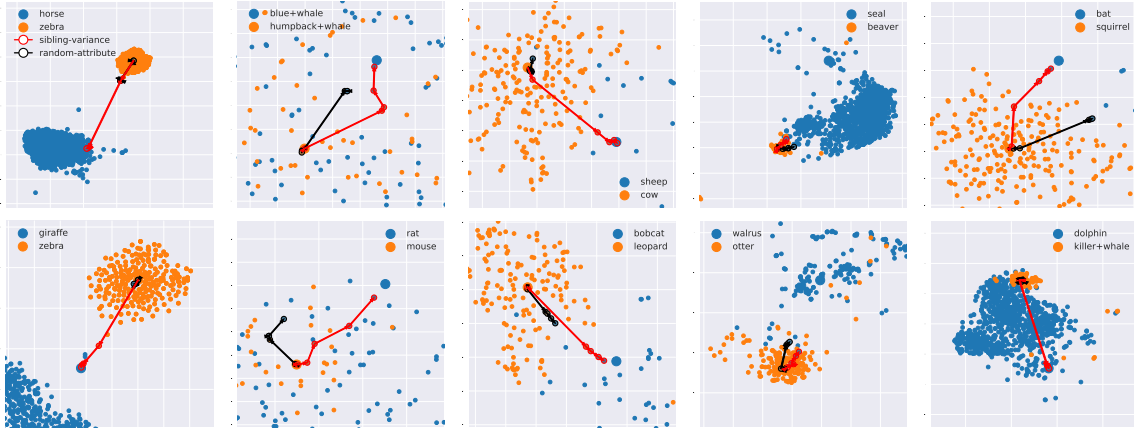 horse
zebra
sibling-variance
random-attribute
blue+whale
humpback+whale
sheep
cow
seal
beaver
bat
squirrel
giraffe
zebra
rat
mouse
bobcat
leopard
walrus
otter
dolphin
killer+whale